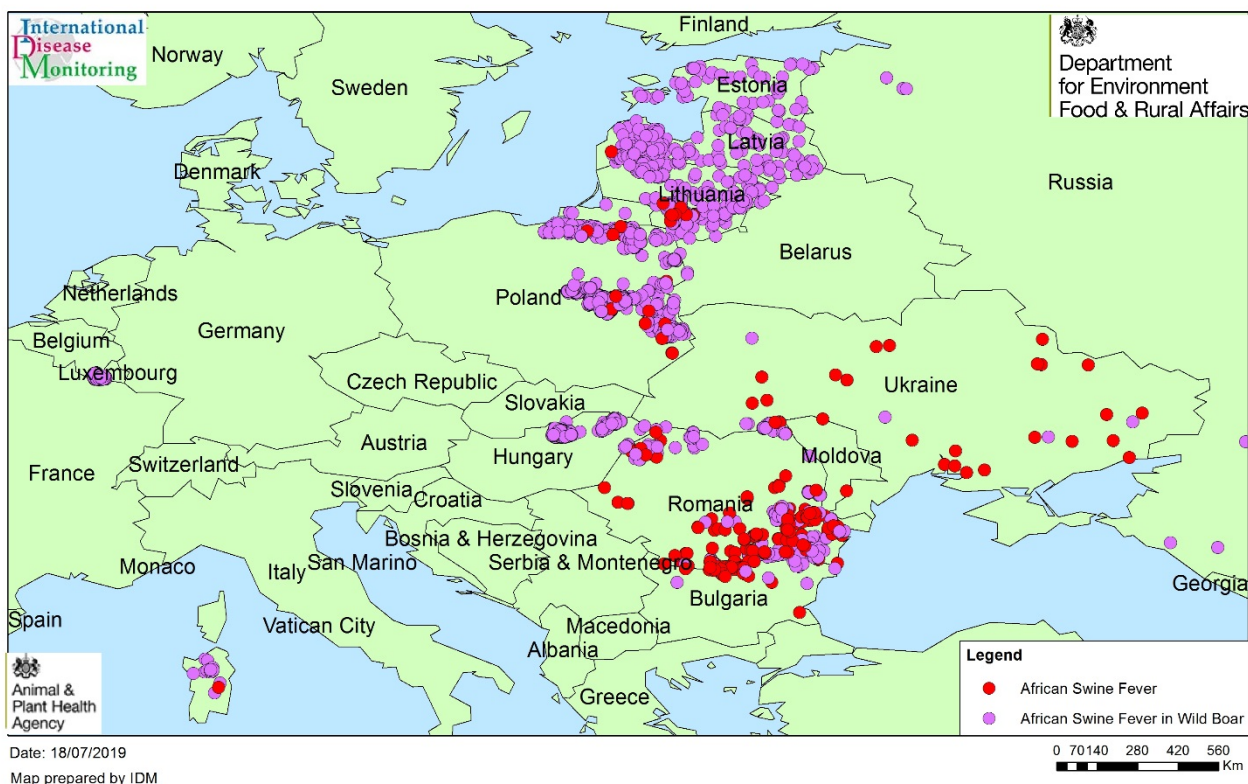 International
Disease
Monitoring
Department
for Environment
Food & Rural Affairs
Finland
Norway
Sweden
Estonia
Latvia
Denmark
Lithuania
Russia
Belarus
Netherlands
Poland
Germany
Belgium
Luxembourg
Czech Republic
Ukraine
Slovakia
Austria
Hungary
Moldova
France
Switzerland
Slovenia
Croatia
Romania
Bosnia & Herzegovina
San Marino
Serbia & Montenegro
Monaco
Italy
Georgia
Bulgaria
Spain
Vatican City
Macedonia
Albania
Greece
Legend
African Swine Fever
African Swine Fever in Wild Boar
Animal &
Plant Health
Agency
Date: 18/07/2019
Map prepared by IDM
0 70 140 280 420 560
Km